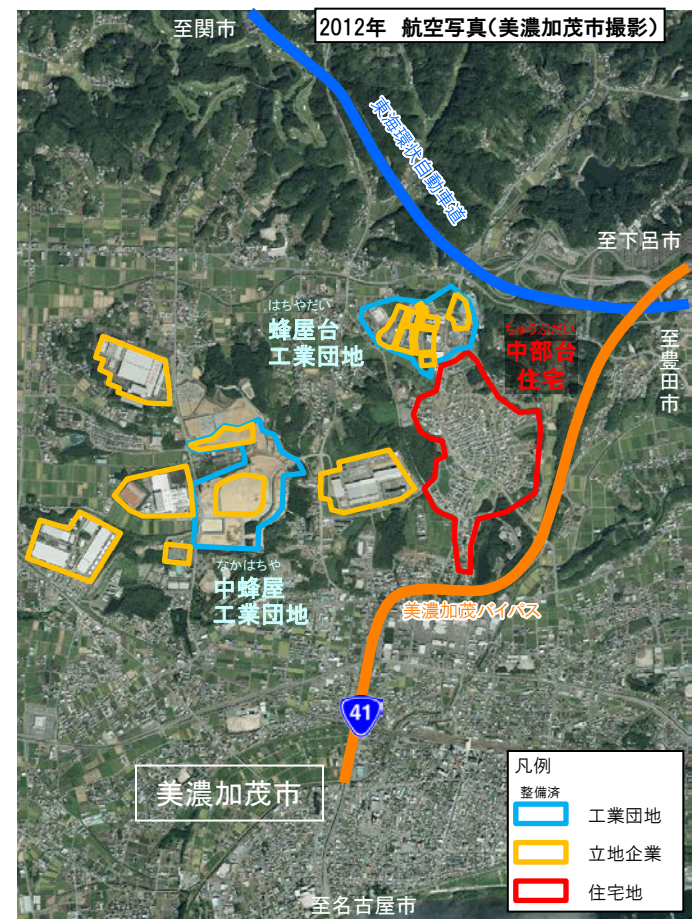 2012年 航空写真(美濃加茂市撮影)
至関市
東海環状自動車道
至下呂市
はちやだい
蜂屋台
工業団地
ちゅうぶだい
中部台
住宅
至豊田市
なかはちや
中蜂屋
工業団地
美濃加茂バイパス
41
美濃加茂市
至名古屋市
凡例
整備済
工業団地
立地企業
住宅地